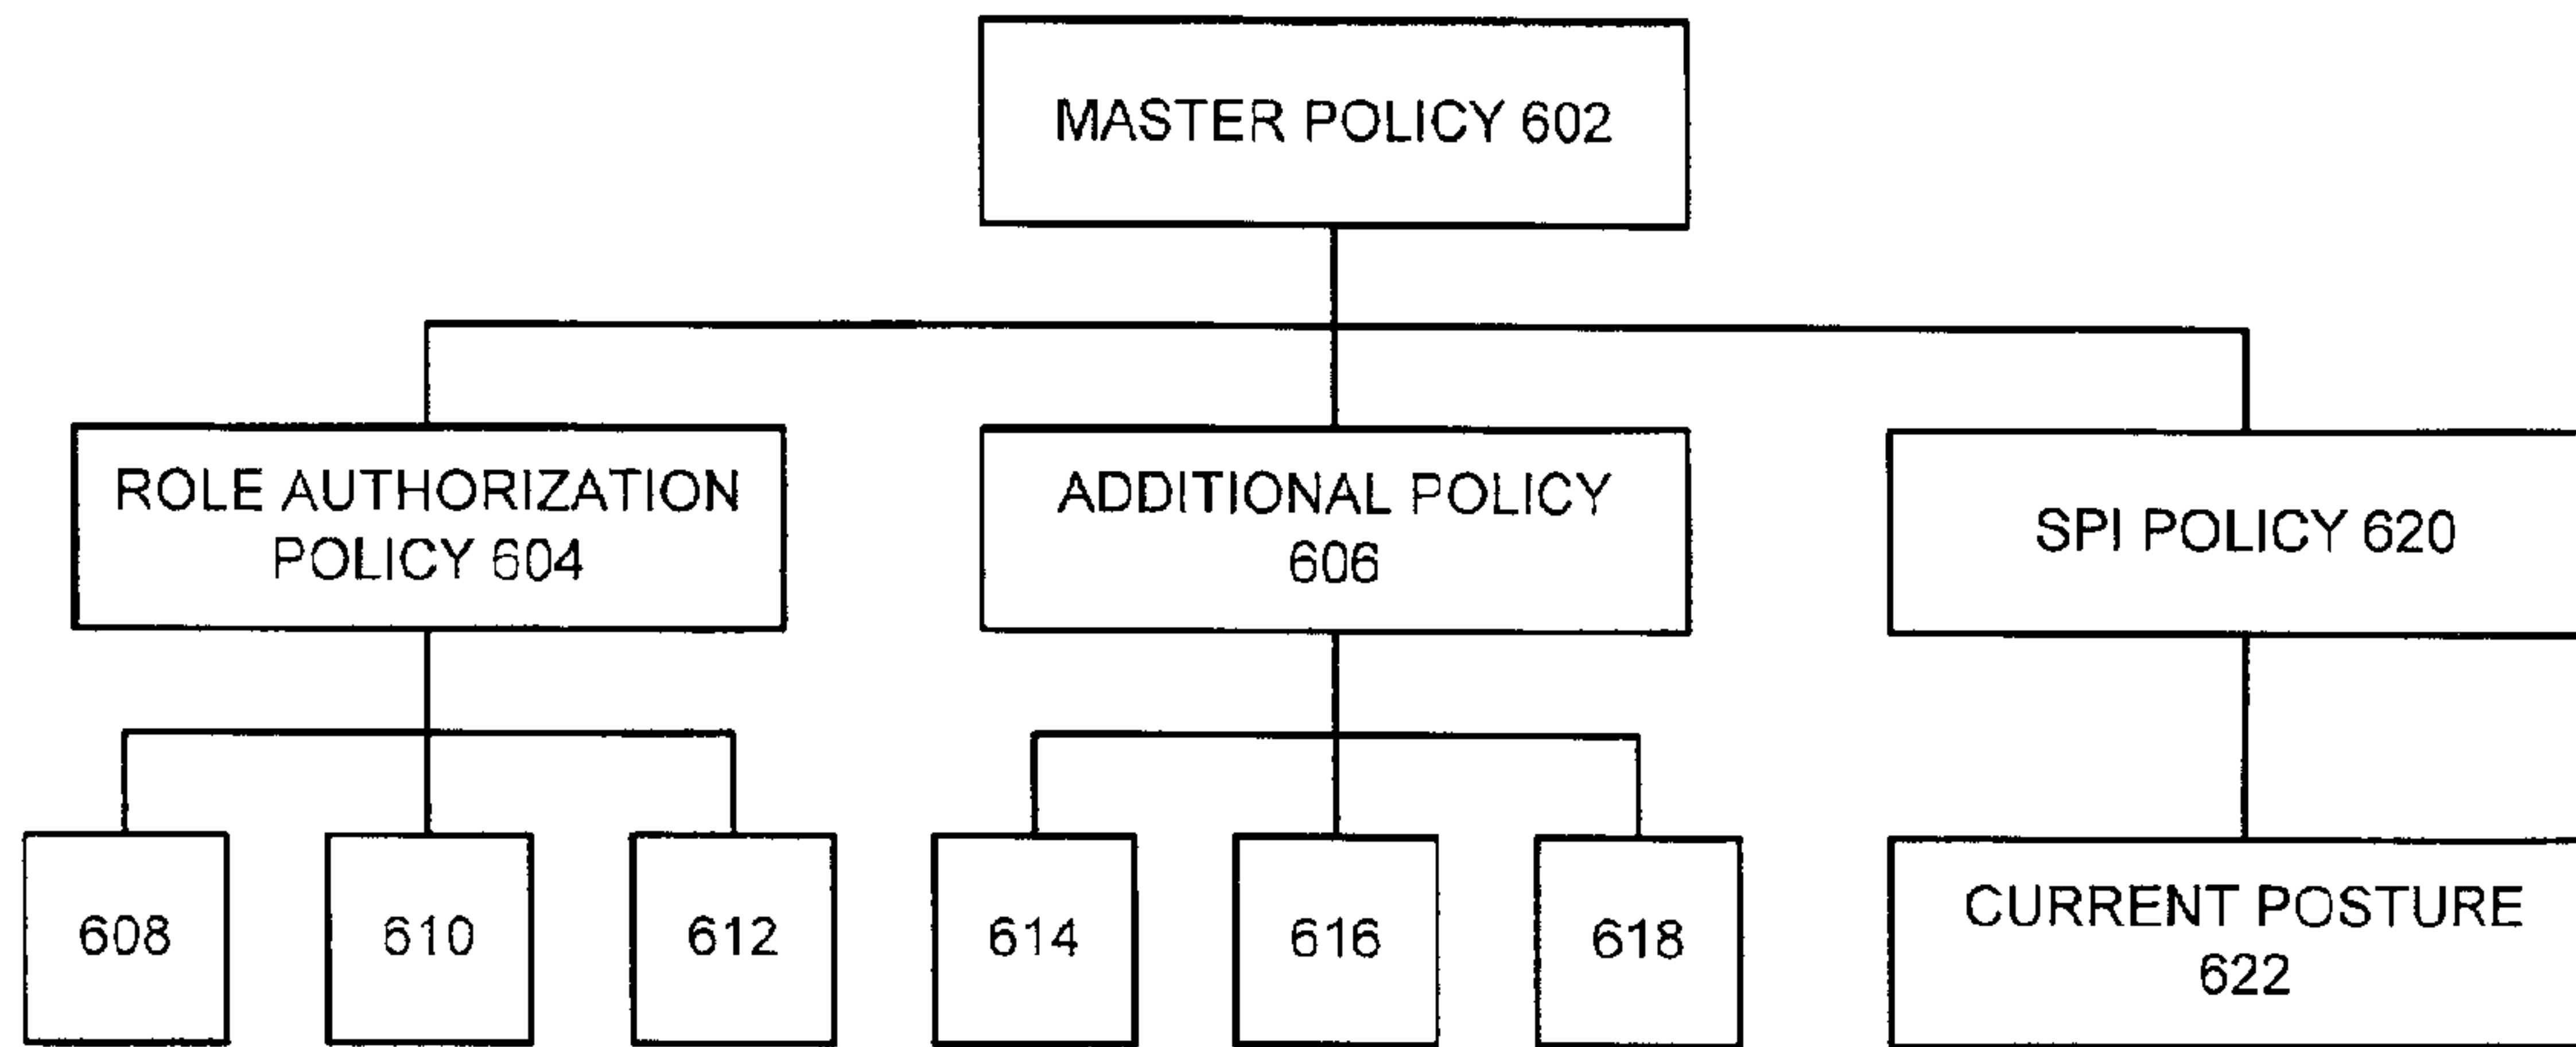 MASTER POLICY 602
ROLE AUTHORIZATION
POLICY 604
ADDITIONAL POLICY
606
SPI POLICY 620
608
610
612
614
616
618
CURRENT POSTURE
622